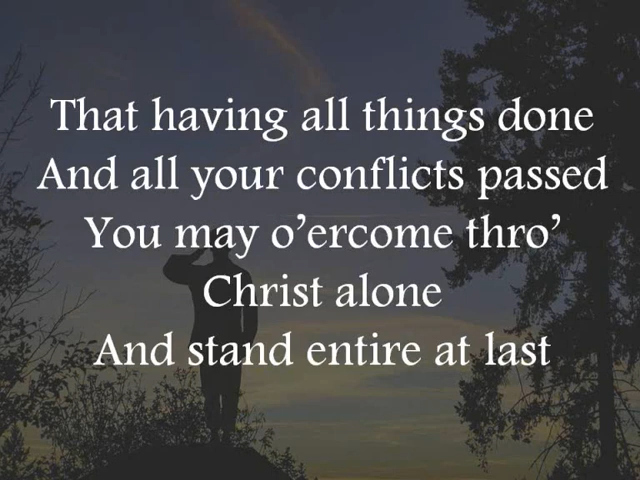 That having all things done
And all your conflicts passed
You may o’ercome thro’
Christ alone
And stand entire at last